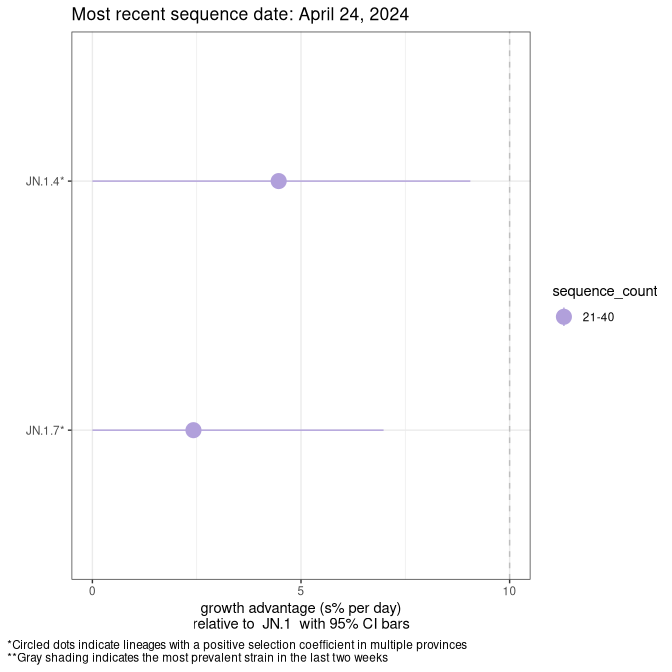 Most recent sequence date: April 24, 2024
JN.1.4*
JN.1.7*
sequence_count
21-40
0 5 10
growth advantage (s% per day)
relative to JN.1 with 95% CI bars
*Circled dots indicate lineages with a positive selection coefficient in multiple provinces
**Gray shading indicates the most prevalent strain in the last two weeks